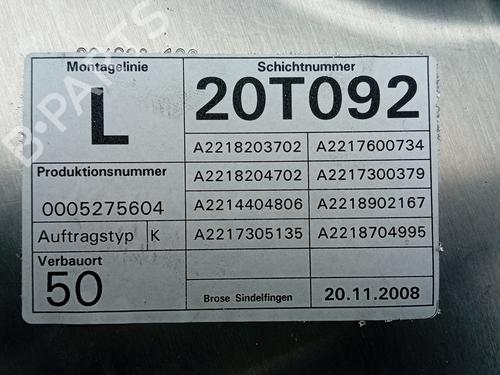 Montagelinie
Schichtnummer
L
20T092
A2218203702 A2217600734
Produktionsnummer
A2218204702 A2217300379
0005275604
A2214404806 A2218902167
Auftragstyp K
A2217305135 A2218704995
Verbauort
50
Brose Sindelfingen
20.11.2008
B-PARTS